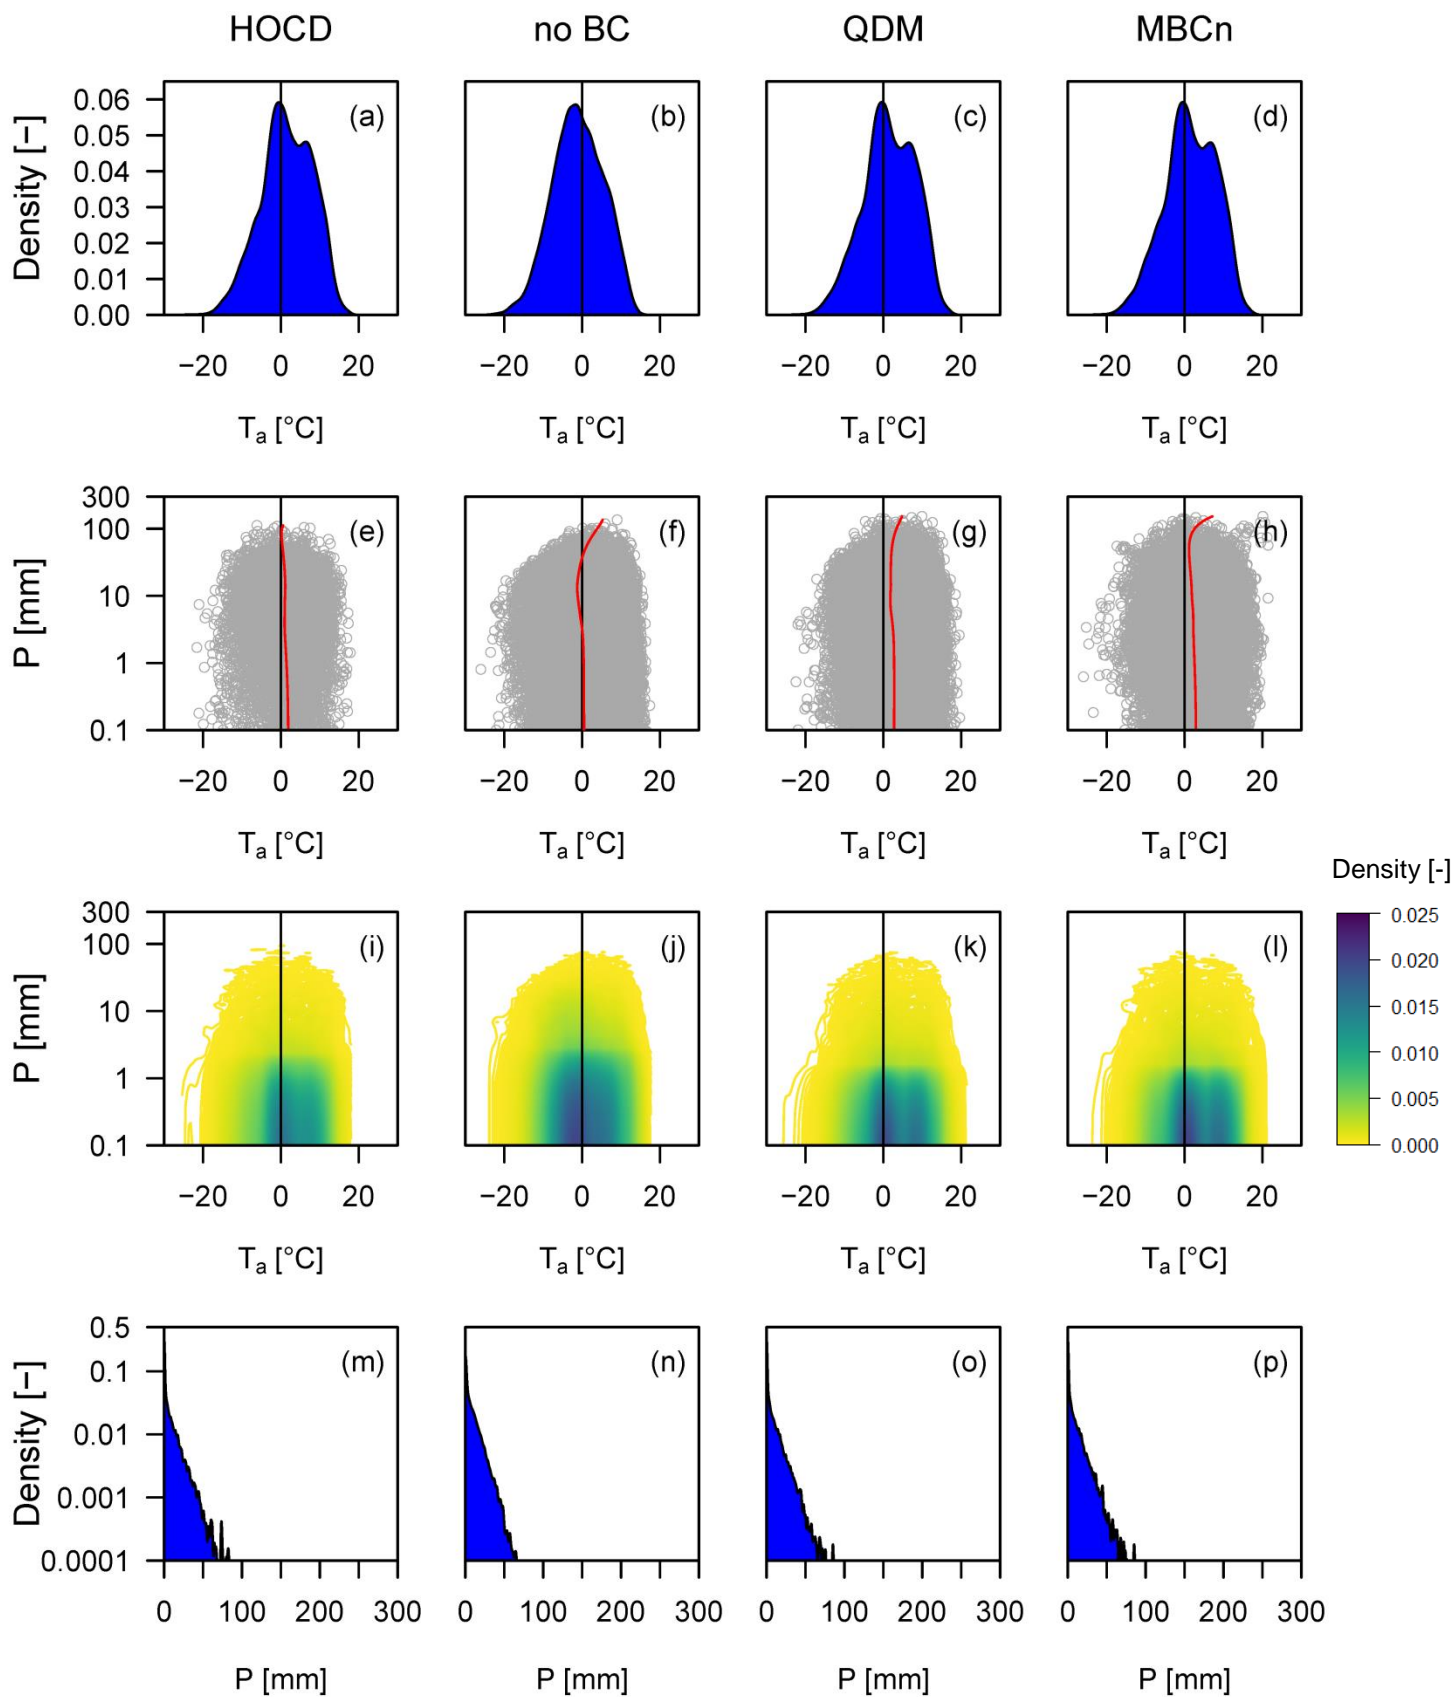 HOCD no BC QDM MBCn
Density [−]
0.06
0.05
0.04
0.03
0.02
0.01
0.00
(a) (b) (c) (d)
−20 0 20 −20 0 20 −20 0 20 −20 0 20
Ta [°C] Ta [°C] Ta [°C] Ta [°C]
P [mm]
300
100
10
1
0.1
(e) (f) (g) (h)
−20 0 20 −20 0 20 −20 0 20 −20 0 20
Ta [°C] Ta [°C] Ta [°C] Ta [°C]
P [mm]
300
100
10
1
0.1
(i) (j) (k) (l)
−20 0 20 −20 0 20 −20 0 20 −20 0 20
Ta [°C] Ta [°C] Ta [°C] Ta [°C]
Density [-]
0.025
0.020
0.015
0.010
0.005
0.000
Density [−]
0.5
0.1
0.01
0.001
0.0001
(m) (n) (o) (p)
0 100 200 300 0 100 200 300 0 100 200 300 0 100 200 300
P [mm] P [mm] P [mm] P [mm]